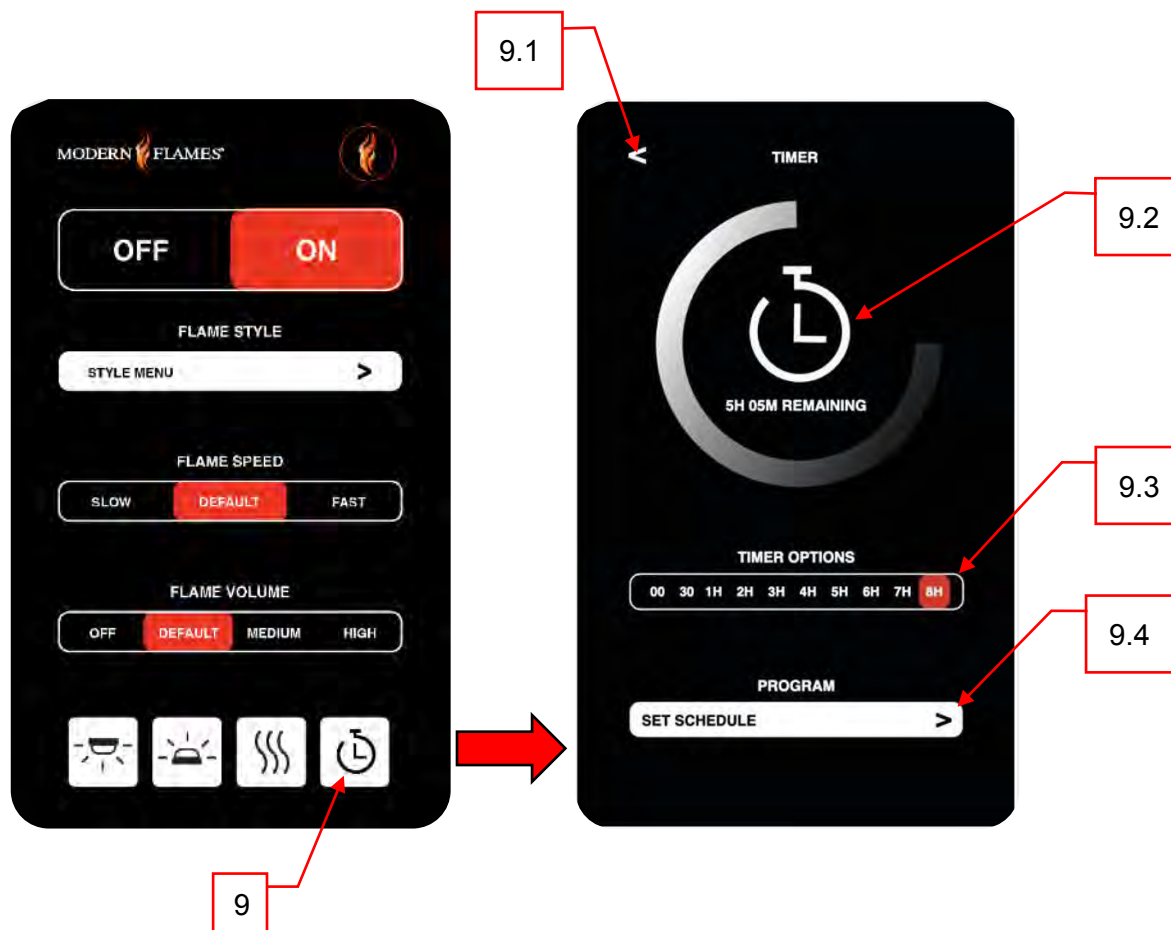 9.1
MODERN FLAMES®
OFF ON
FLAME STYLE
STYLE MENU >
FLAME SPEED
SLOW DEFAULT FAST
FLAME VOLUME
OFF DEFAULT MEDIUM HIGH
9
< TIMER
9.2
5H 05M REMAINING
9.3
TIMER OPTIONS
00 30 1H 2H 3H 4H 5H 6H 7H 8H
9.4
PROGRAM
SET SCHEDULE >